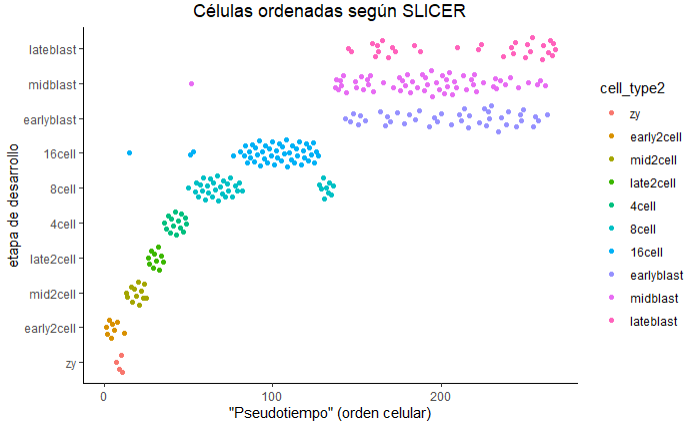 Células ordenadas según SLICER
etapa de desarrollo
lateblast
midblast
earlyblast
16cell
8cell
4cell
late2cell
mid2cell
early2cell
zy
0
100
200
"Pseudotiempo" (orden celular)
cell_type2
zy
early2cell
mid2cell
late2cell
4cell
8cell
16cell
earlyblast
midblast
lateblast